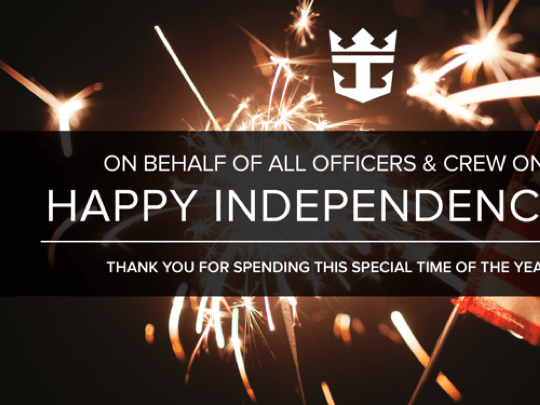 ON BEHALF OF ALL OFFICERS & CREW ON
HAPPY INDEPENDENC
THANK YOU FOR SPENDING THIS SPECIAL TIME OF THE YEA